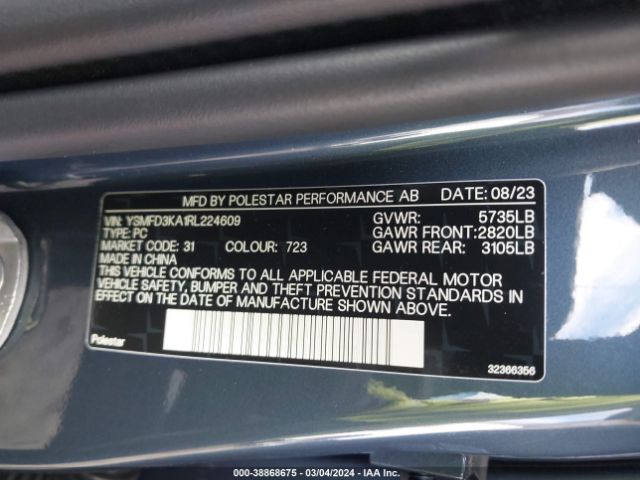 MFD BY POLESTAR PERFORMANCE AB DATE: 08/23
VIN: YSMFD3KA1RL224609 GVWR: 5735LB
TYPE: PC GAWR FRONT:2820LB
MARKET CODE: 31 COLOUR: 723 GAWR REAR: 3105LB
MADE IN CHINA
THIS VEHICLE CONFORMS TO ALL APPLICABLE FEDERAL MOTOR
VEHICLE SAFETY, BUMPER AND THEFT PREVENTION STANDARDS IN
EFFECT ON THE DATE OF MANUFACTURE SHOWN ABOVE.
Polestar 32366356
000-38868675 | 03/04/2024 | IAA Inc.